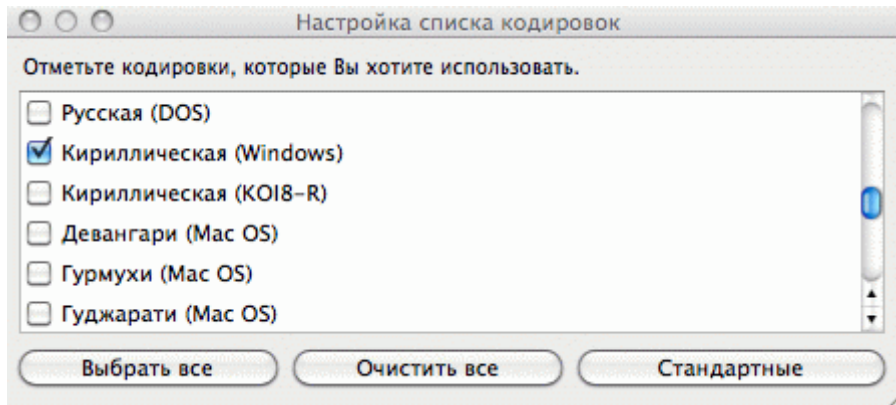 Настройка списка кодировок
Отметьте кодировки, которые Вы хотите использовать.
Русская (DOS)
Кириллическая (Windows)
Кириллическая (KOI8-R)
Девангари (Mac OS)
Гурмухи (Mac OS)
Гуджарати (Mac OS)
Выбрать все Очистить все Стандартные